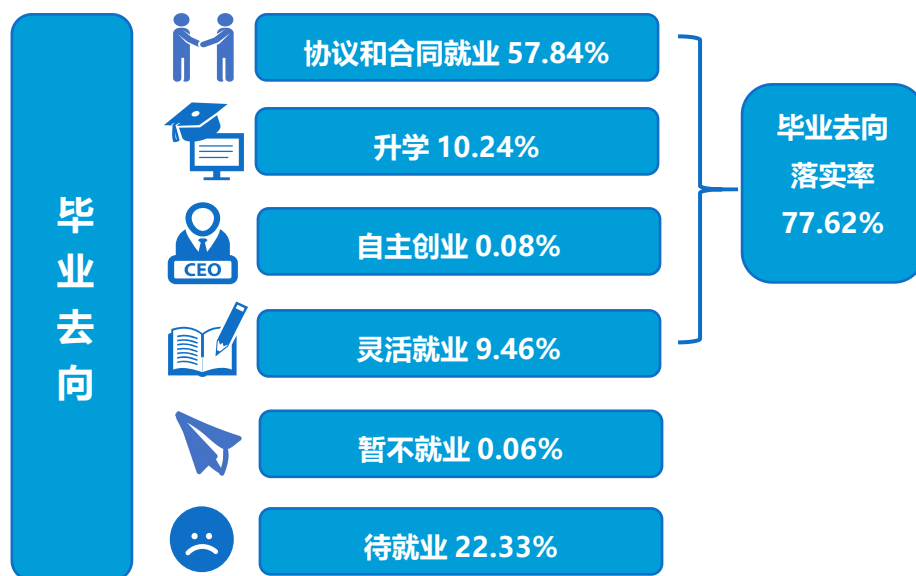 毕业去向
协议和合同就业 57.84%
升学 10.24%
CEO
自主创业 0.08%
灵活就业 9.46%
暂不就业 0.06%
待就业 22.33%
毕业去向
落实率
77.62%